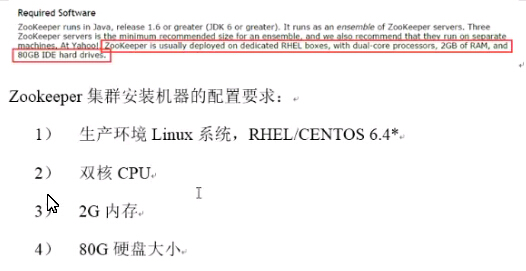 Required Software
ZooKeeper runs in Java, release 1.6 or greater (JDK 6 or greater). It runs as an ensemble of ZooKeeper servers. Three
ZooKeeper servers is the minimum recommended size for an ensemble, and we also recommend that they run on separate
machines. At Yahoo!, ZooKeeper is usually deployed on dedicated RHEL boxes, with dual-core processors, 2GB of RAM, and
80GB IDE hard drives.
Zookeeper 集群安装机器的配置要求：
1） 生产环境 Linux 系统，RHEL/CENTOS 6.4*
2） 双核 CPU
3） 2G 内存
4） 80G 硬盘大小